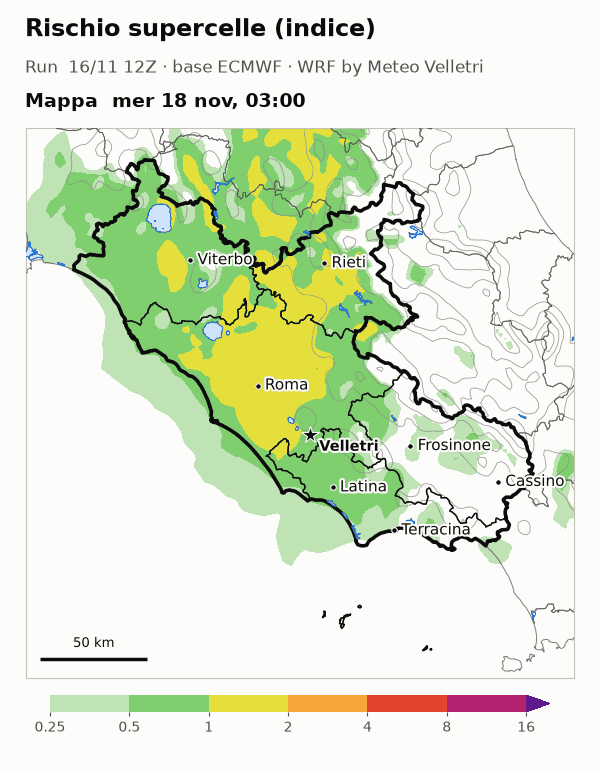 Rischio supercelle (indice)
Run  16/11 12Z · base ECMWF · WRF by Meteo Velletri
Mappa  mer 18 nov, 03:00
Viterbo
Rieti
Roma
Velletri
Frosinone
Latina
Cassino
Terracina
50 km
0.25 0.5 1 2 4 8 16